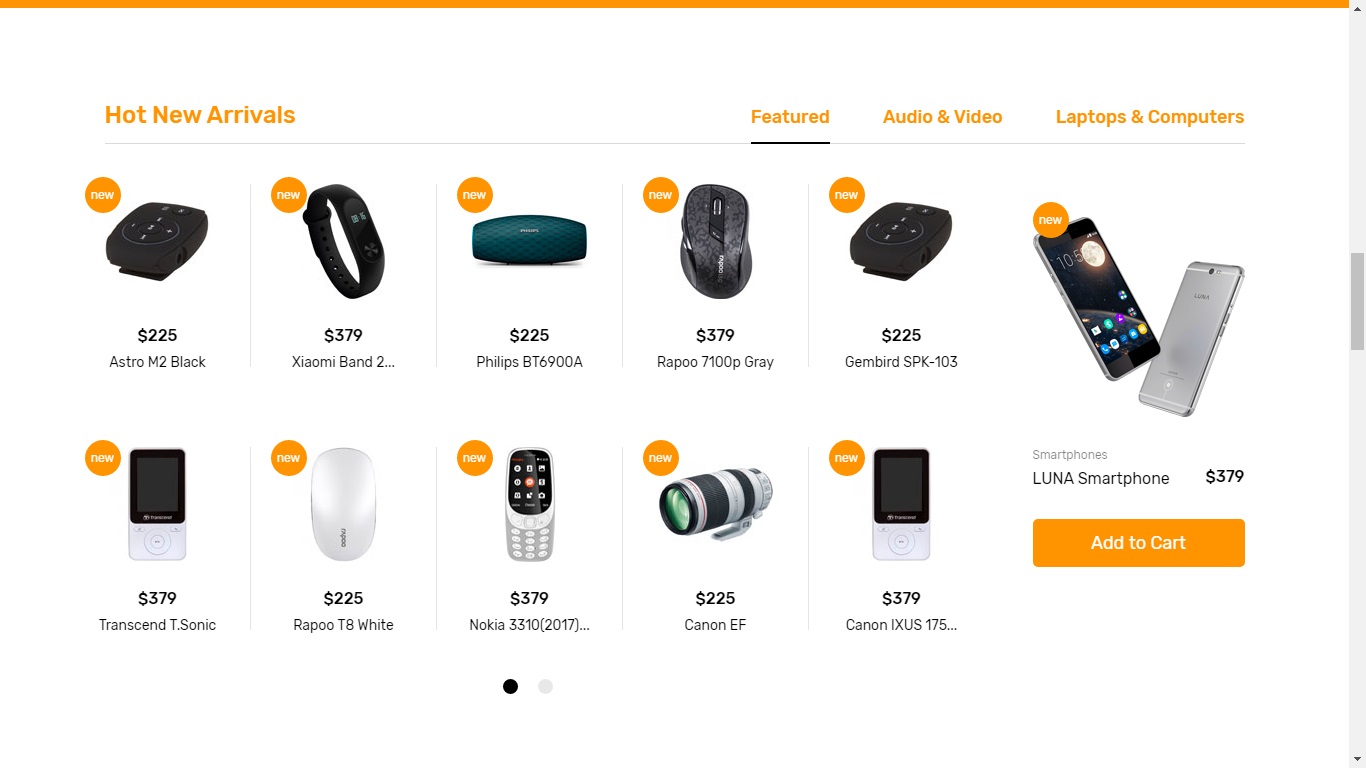 Hot New Arrivals
Featured
Audio & Video
Laptops & Computers
new
$225
Astro M2 Black
new
$379
Xiaomi Band 2...
new
PHILIPS
$225
Philips BT6900A
new
rapoo
$379
Rapoo 7100p Gray
new
$225
Gembird SPK-103
new
Transcend
$379
Transcend T.Sonic
new
rapoo
$225
Rapoo T8 White
new
$379
Nokia 3310(2017)...
new
$225
Canon EF
new
Transcend
$379
Canon IXUS 175...
new
10:5
LUNA
Smartphones
LUNA Smartphone
$379
Add to Cart